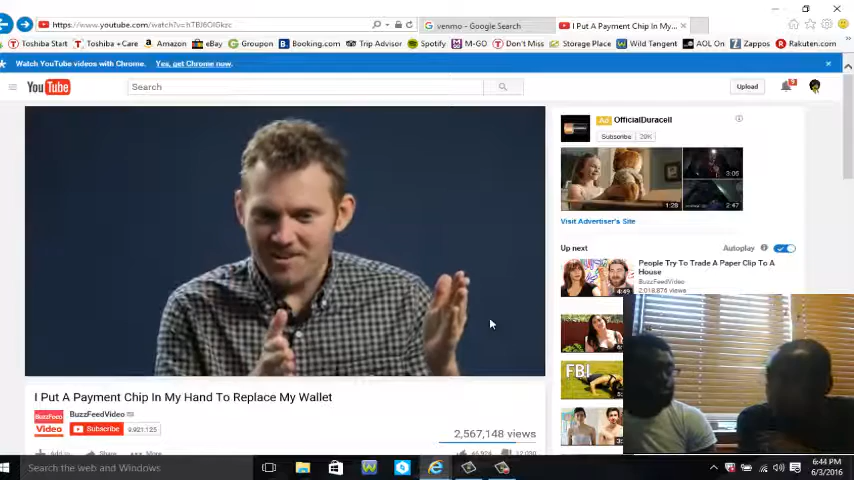 https://www.youtube.com/watch?v=hTBJ6OIGkzc
venmo - Google Search
I Put A Payment Chip In My...
Toshiba Start
Toshiba +Care
Amazon
eBay
Groupon
Booking.com
Trip Advisor
Spotify
M-GO
Don't Miss
Storage Place
Wild Tangent
AOL On
Zappos
Rakuten.com
Watch YouTube videos with Chrome. Yes, get Chrome now.
YouTube
Search
Upload
Ad OfficialDuracell
Subscribe
1:28
3:05
2:47
Visit Advertiser's Site
Up next
Autoplay
People Try To Trade A Paper Clip To A
House
BuzzFeedVideo
2,018,876 views
4:49
FBI
I Put A Payment Chip In My Hand To Replace My Wallet
BuzzFeed
Video
BuzzFeedVideo
Subscribe 9,921,125
2,567,148 views
Add to
Share
More
Search the web and Windows
6:44 PM
6/3/2016